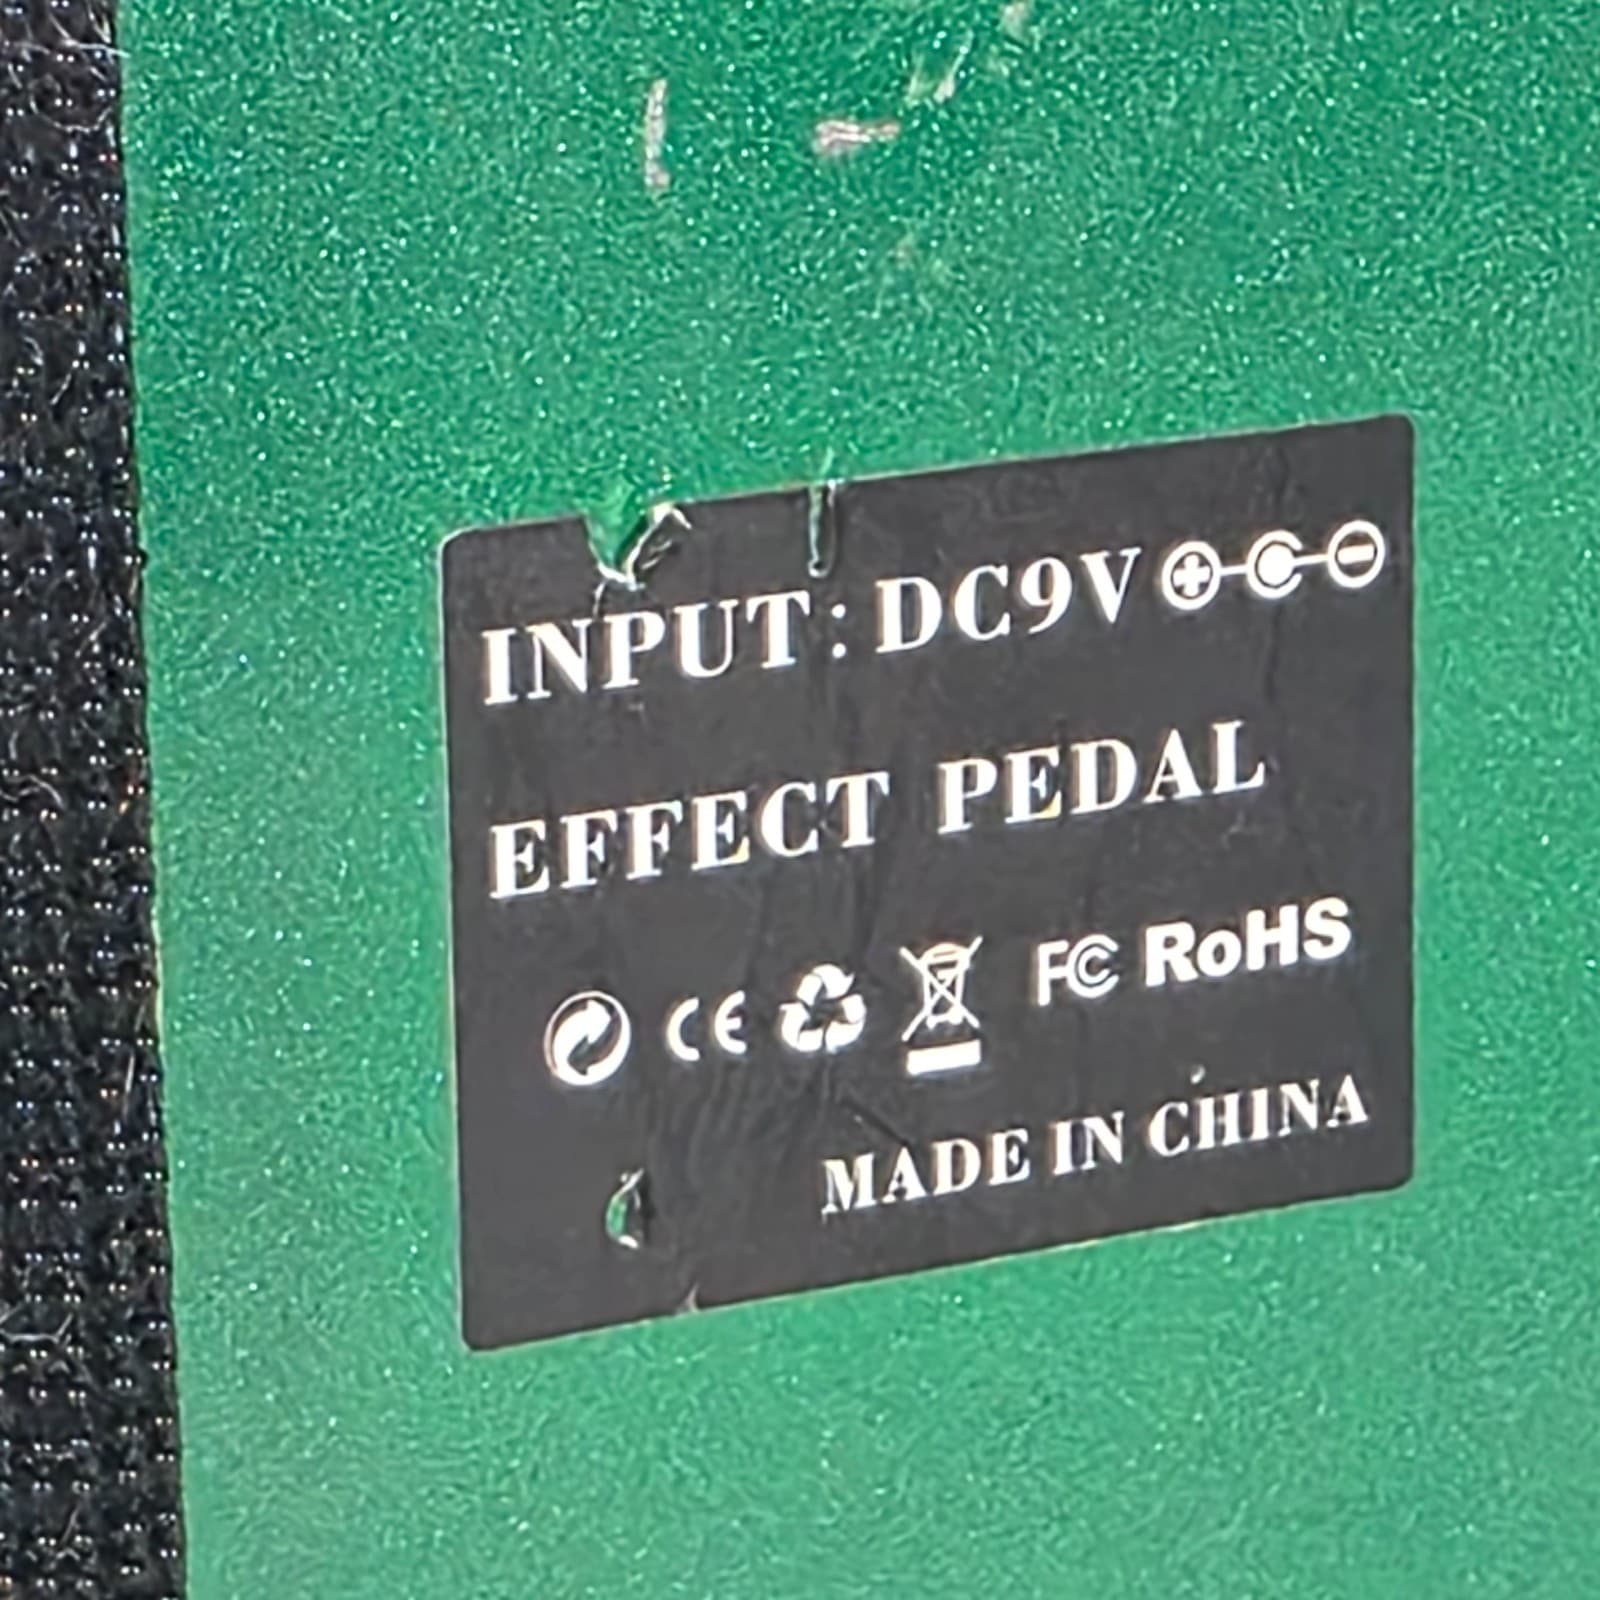 INPUT: DC9V
EFFECT PEDAL
CE FC RoHS
MADE IN CHINA